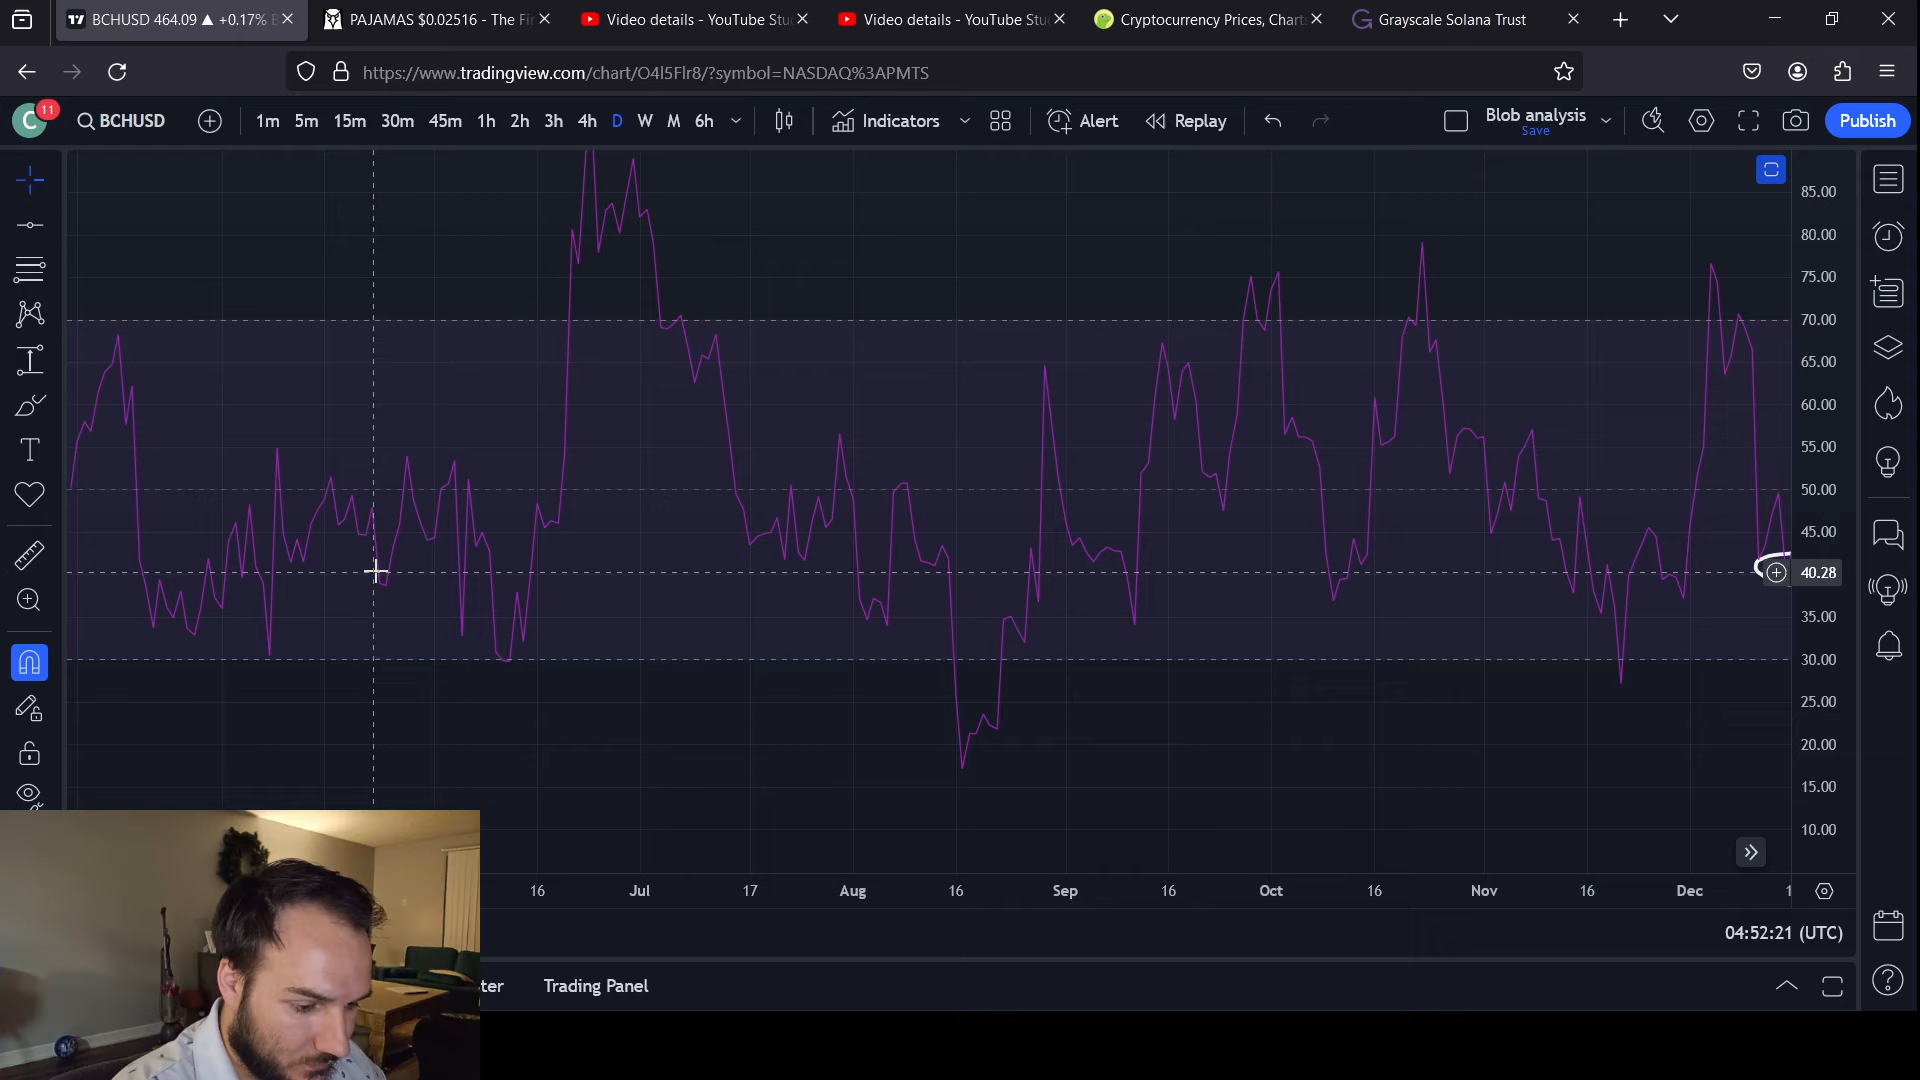 BCHUSD 464.09 ▲ +0.17%
PAJAMAS $0.02516 - The Fi
Video details - YouTube Stu
Video details - YouTube Stu
Cryptocurrency Prices, Chart
Grayscale Solana Trust
https://www.tradingview.com/chart/O4l5Flr8/?symbol=NASDAQ%3APMTS
C
11
BCHUSD
1m 5m 15m 30m 45m 1h 2h 3h 4h D W M 6h
Indicators
Alert
Replay
Blob analysis
Save
Publish
85.00
80.00
75.00
70.00
65.00
60.00
55.00
50.00
45.00
40.28
35.00
30.00
25.00
20.00
15.00
10.00
16 Jul 17 Aug 16 Sep 16 Oct 16 Nov 16 Dec 1
04:52:21 (UTC)
ter
Trading Panel